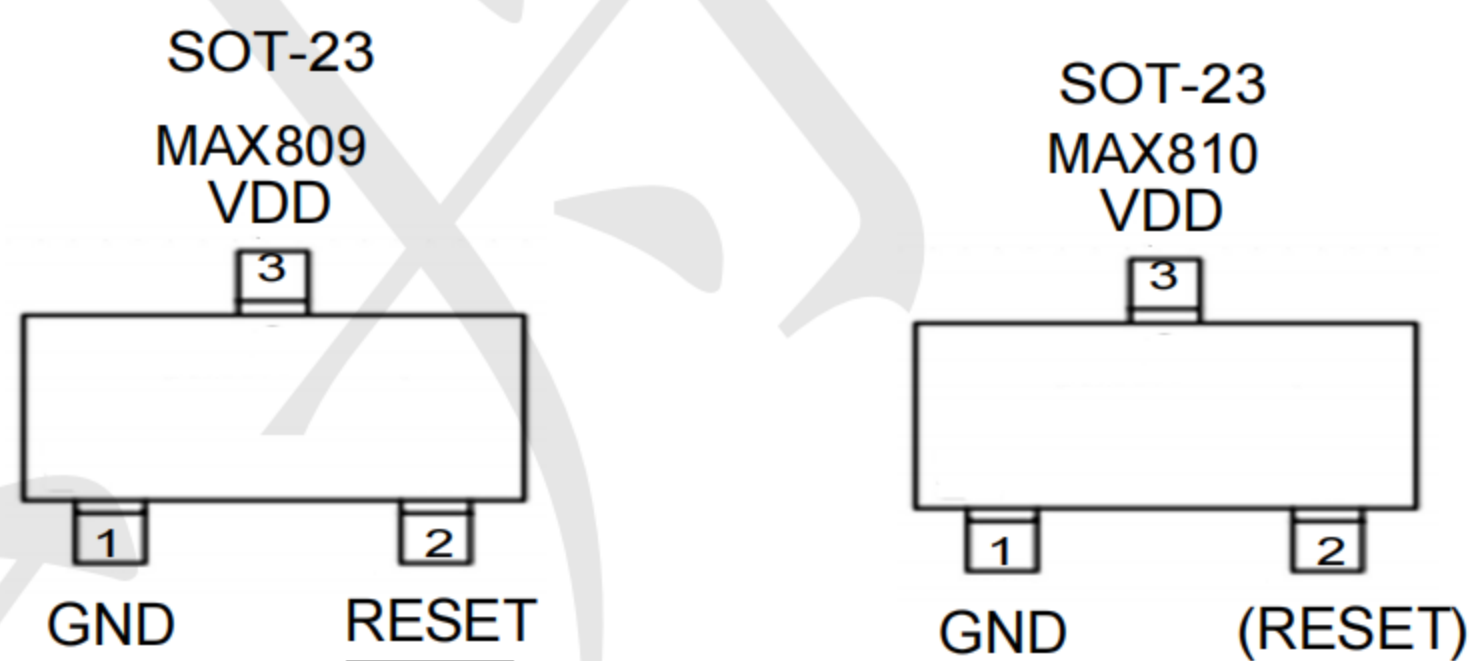 SOT-23
MAX809
VDD
3
1
2
GND
RESET
SOT-23
MAX810
VDD
3
1
2
GND
(RESET)